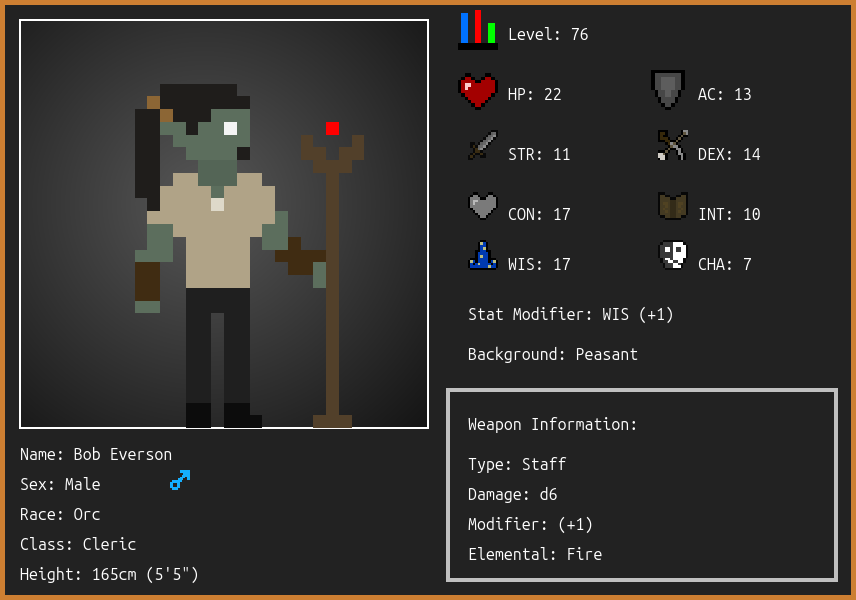 Level: 76
HP: 22
AC: 13
STR: 11
DEX: 14
CON: 17
INT: 10
WIS: 17
CHA: 7
Stat Modifier: WIS (+1)
Background: Peasant
Name: Bob Everson
Sex: Male
Race: Orc
Class: Cleric
Height: 165cm (5'5")
Weapon Information:
Type: Staff
Damage: d6
Modifier: (+1)
Elemental: Fire